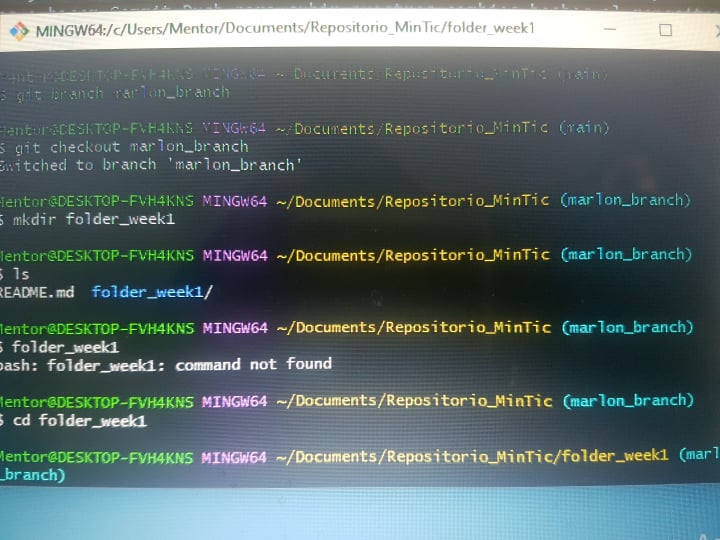 MINGW64:/c/Users/Mentor/Documents/Repositorio_MinTic/folder_week1
Mentor@DESKTOP-FVH4KNS MINGW64 ~/Documents/Repositorio_MinTic (main)
$ git branch marlon_branch
Mentor@DESKTOP-FVH4KNS MINGW64 ~/Documents/Repositorio_MinTic (main)
$ git checkout marlon_branch
Switched to branch 'marlon_branch'
Mentor@DESKTOP-FVH4KNS MINGW64 ~/Documents/Repositorio_MinTic (marlon_branch)
$ mkdir folder_week1
Mentor@DESKTOP-FVH4KNS MINGW64 ~/Documents/Repositorio_MinTic (marlon_branch)
$ ls
README.md folder_week1/
Mentor@DESKTOP-FVH4KNS MINGW64 ~/Documents/Repositorio_MinTic (marlon_branch)
$ folder_week1
bash: folder_week1: command not found
Mentor@DESKTOP-FVH4KNS MINGW64 ~/Documents/Repositorio_MinTic (marlon_branch)
$ cd folder_week1
Mentor@DESKTOP-FVH4KNS MINGW64 ~/Documents/Repositorio_MinTic/folder_week1 (marl
_branch)